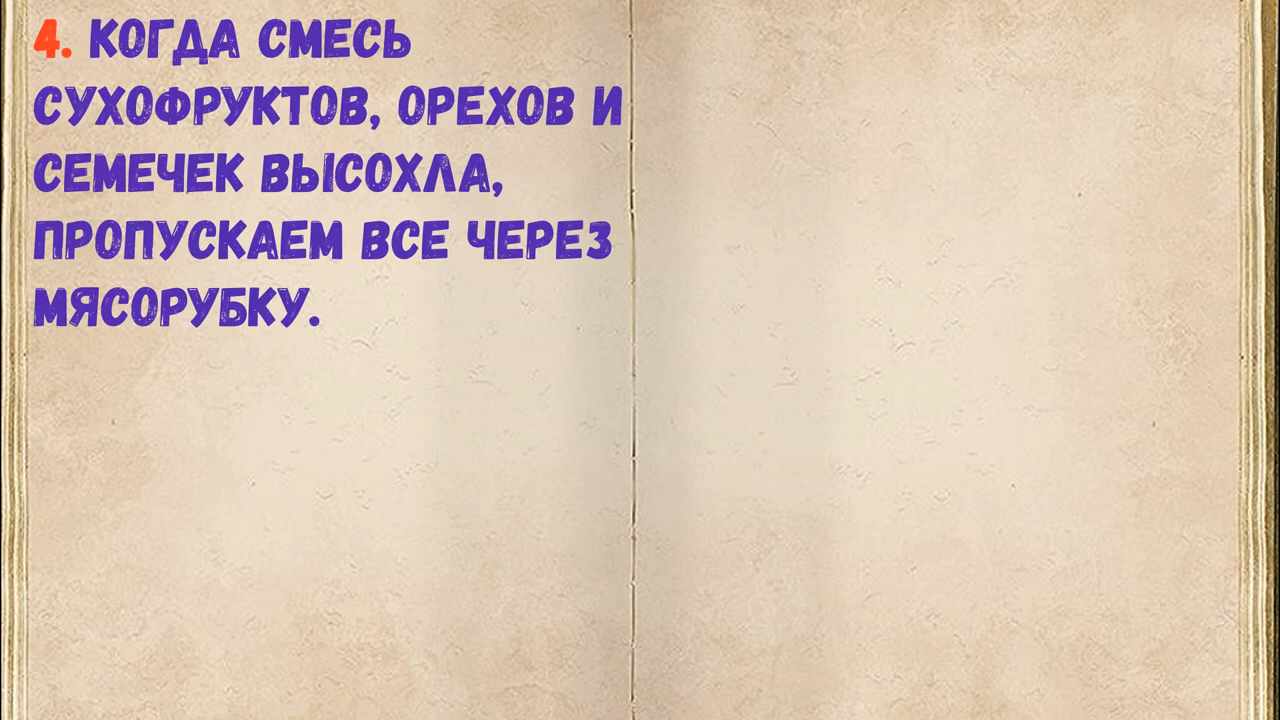 4. КОГДА СМЕСЬ
СУХОФРУКТОВ, ОРЕХОВ И
СЕМЕЧЕК ВЫСОХЛА,
ПРОПУСКАЕМ ВСЕ ЧЕРЕЗ
МЯСОРУБКУ.